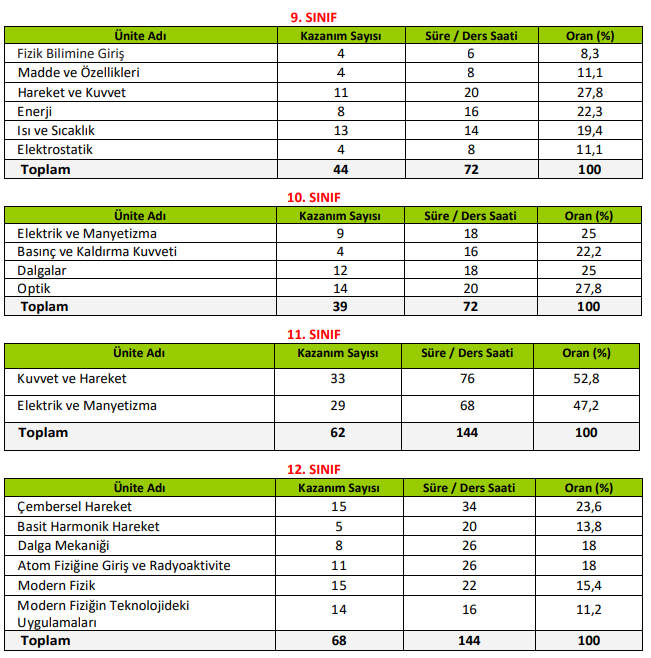 9. SINIF
Ünite Adı Kazanım Sayısı Süre / Ders Saati Oran (%)
Fizik Bilimine Giriş 4 6 8,3
Madde ve Özellikleri 4 8 11,1
Hareket ve Kuvvet 11 20 27,8
Enerji 8 16 22,3
Isı ve Sıcaklık 13 14 19,4
Elektrostatik 4 8 11,1
Toplam 44 72 100
10. SINIF
Ünite Adı Kazanım Sayısı Süre / Ders Saati Oran (%)
Elektrik ve Manyetizma 9 18 25
Basınç ve Kaldırma Kuvveti 4 16 22,2
Dalgalar 12 18 25
Optik 14 20 27,8
Toplam 39 72 100
11. SINIF
Ünite Adı Kazanım Sayısı Süre / Ders Saati Oran (%)
Kuvvet ve Hareket 33 76 52,8
Elektrik ve Manyetizma 29 68 47,2
Toplam 62 144 100
12. SINIF
Ünite Adı Kazanım Sayısı Süre / Ders Saati Oran (%)
Çembersel Hareket 15 34 23,6
Basit Harmonik Hareket 5 20 13,8
Dalga Mekaniği 8 26 18
Atom Fiziğine Giriş ve Radyoaktivite 11 26 18
Modern Fizik 15 22 15,4
Modern Fiziğin Teknolojideki
Uygulamaları 14 16 11,2
Toplam 68 144 100